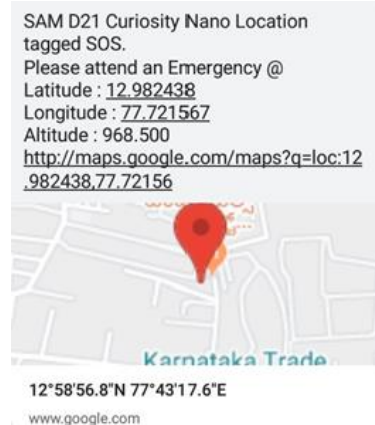 SAM D21 Curiosity Nano Location
tagged SOS.
Please attend an Emergency @
Latitude : 12.982438
Longitude : 77.721567
Altitude : 968.500
http://maps.google.com/maps?q=loc:12
.982438,77.72156
Karnataka Trade
12°58'56.8"N 77°43'17.6"E
www.google.com